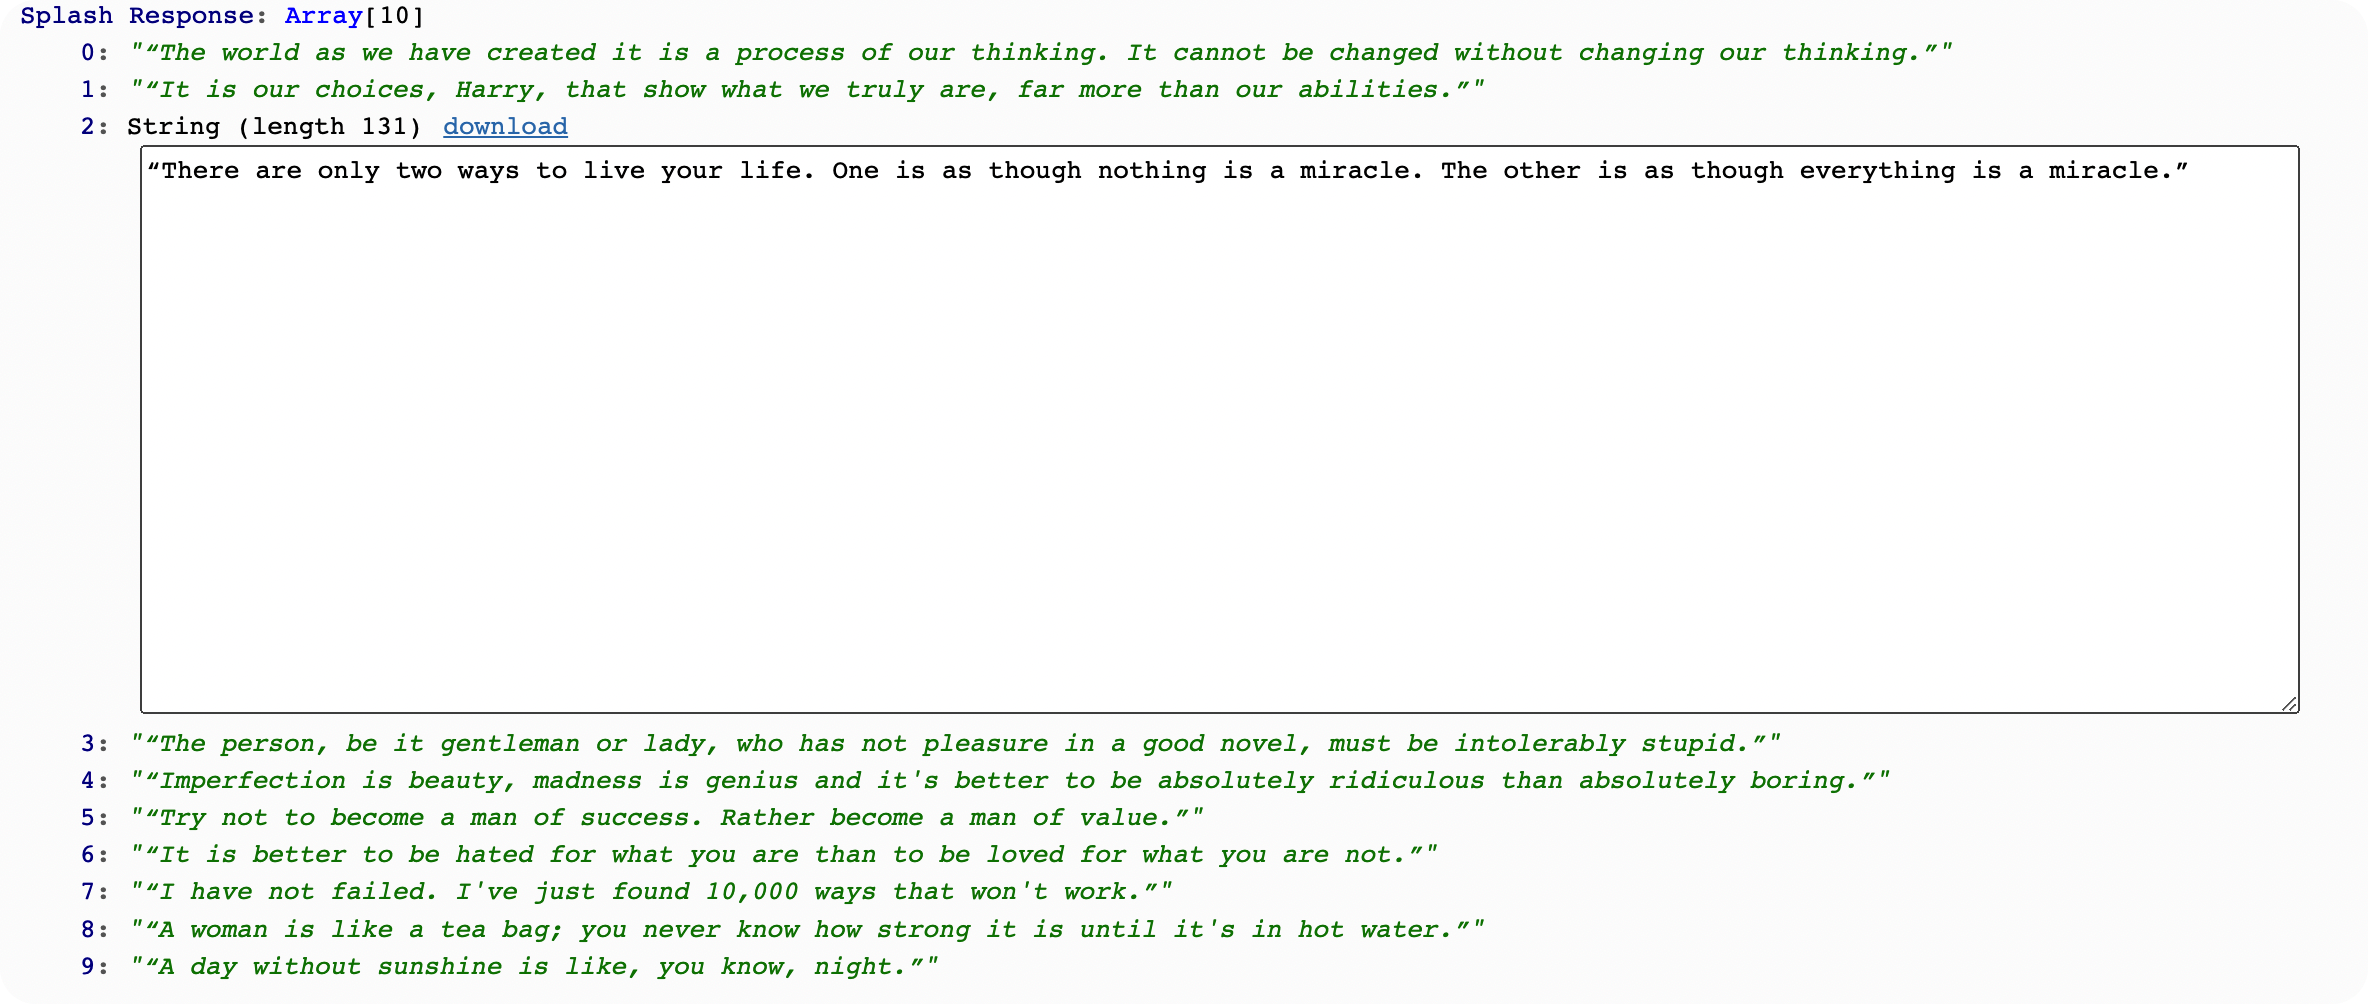 Splash Response: Array[10]
0: "“The world as we have created it is a process of our thinking. It cannot be changed without changing our thinking.”"
1: "“It is our choices, Harry, that show what we truly are, far more than our abilities.”"
2: String (length 131) download
“There are only two ways to live your life. One is as though nothing is a miracle. The other is as though everything is a miracle.”
3: "“The person, be it gentleman or lady, who has not pleasure in a good novel, must be intolerably stupid.”"
4: "“Imperfection is beauty, madness is genius and it's better to be absolutely ridiculous than absolutely boring.”"
5: "“Try not to become a man of success. Rather become a man of value.”"
6: "“It is better to be hated for what you are than to be loved for what you are not.”"
7: "“I have not failed. I've just found 10,000 ways that won't work.”"
8: "“A woman is like a tea bag; you never know how strong it is until it's in hot water.”"
9: "“A day without sunshine is like, you know, night.”"